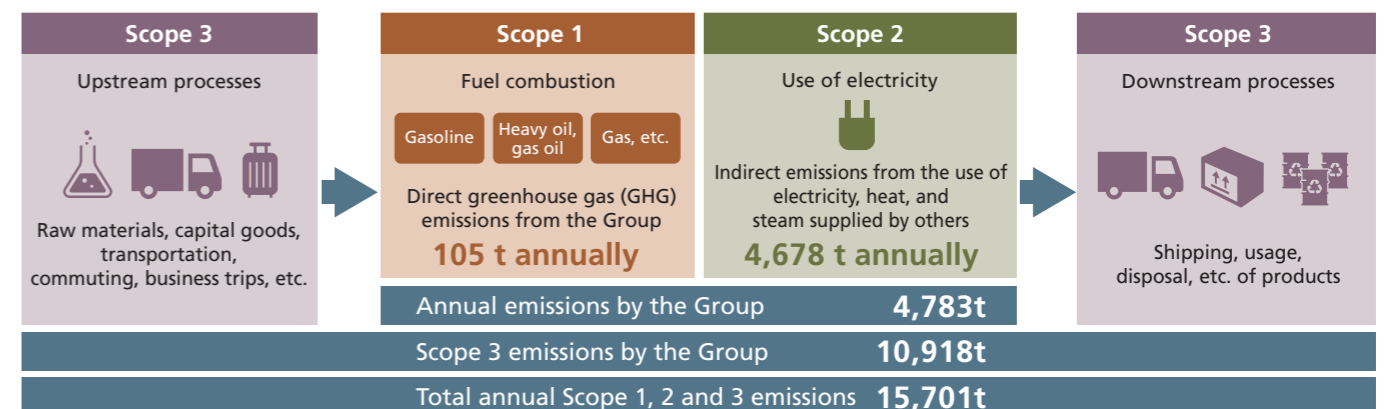 Scope 3
Upstream processes
Raw materials, capital goods,
transportation,
commuting, business trips, etc.
Scope 1
Fuel combustion
Gasoline
Heavy oil,
gas oil
Gas, etc.
Direct greenhouse gas (GHG)
emissions from the Group
105 t annually
Scope 2
Use of electricity
Indirect emissions from the use of
electricity, heat, and
steam supplied by others
4,678 t annually
Scope 3
Downstream processes
Shipping, usage,
disposal, etc. of products
Annual emissions by the Group 4,783t
Scope 3 emissions by the Group 10,918t
Total annual Scope 1, 2 and 3 emissions 15,701t